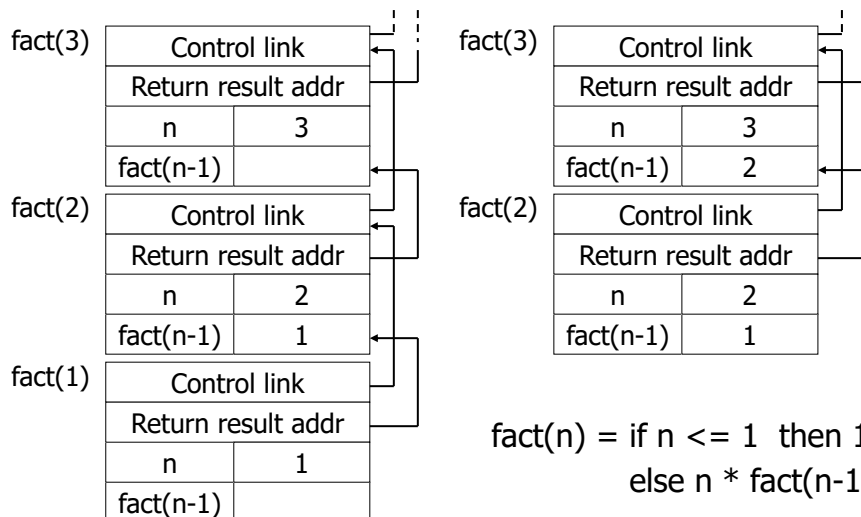 fact(3)
Control link
Return result addr
n 3
fact(n-1)
fact(2)
Control link
Return result addr
n 2
fact(n-1) 1
fact(1)
Control link
Return result addr
n 1
fact(n-1)
fact(3)
Control link
Return result addr
n 3
fact(n-1) 2
fact(2)
Control link
Return result addr
n 2
fact(n-1) 1
fact(n) = if n <= 1 then 1
else n * fact(n-1